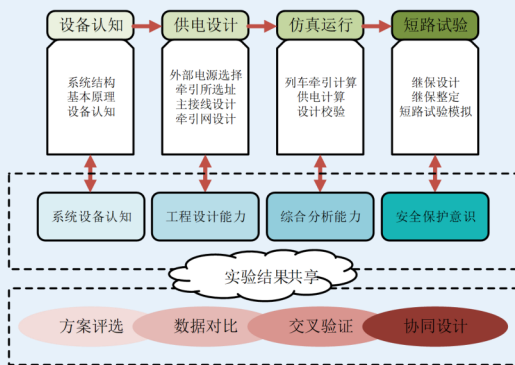 设备认知
供电设计
仿真运行
短路试验
系统结构
基本原理
设备认知
外部电源选择
牵引所选址
主接线设计
牵引网设计
列车牵引计算
供电计算
设计校验
继保设计
继保整定
短路试验模拟
系统设备认知
工程设计能力
综合分析能力
安全保护意识
实验结果共享
方案评选
数据对比
交叉验证
协同设计